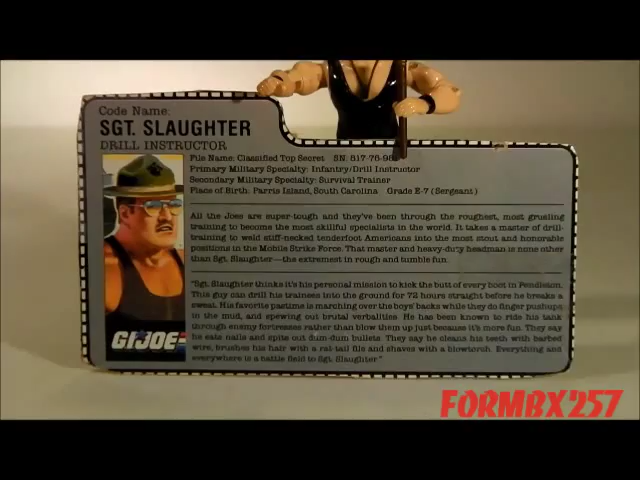 Code Name:
SGT. SLAUGHTER
DRILL INSTRUCTOR
File Name: Classified Top Secret SN: 517-76-98
Primary Military Specialty: Infantry/Drill Instructor
Secondary Military Specialty: Survival Trainer
Place of Birth: Parris Island, South Carolina Grade E-7 (Sergeant)
All the Joes are super-tough and they've been through the roughest, most grueling
training to become the most skillful specialists in the world. It takes a master of drill-
training to weld stiff-necked tenderfoot Americans into the most stout and honorable
positions in the Mobile Strike Force. That master and heavy-duty headman is none other
than Sgt. Slaughter—the extremest in rough and tumble fun.
"Sgt. Slaughter thinks it's his personal mission to kick the butt of every boot in Pendleton.
This guy can drill his trainees into the ground for 72 hours straight before he breaks a
sweat. His favorite pastime is marching over the boys' backs while they do finger pushups
in the mud, and spewing out brutal verbalities. He has been known to ride his tank
through enemy fortresses rather than blow them up just because it's more fun. They say
he eats nails and spits out dum-dum bullets. They say he cleans his teeth with barbed
wire, brushes his hair with a rat-tail file and shaves with a blowtorch. Everything and
everywhere is a battle field to Sgt. Slaughter."
GI JOE
FORMBX257